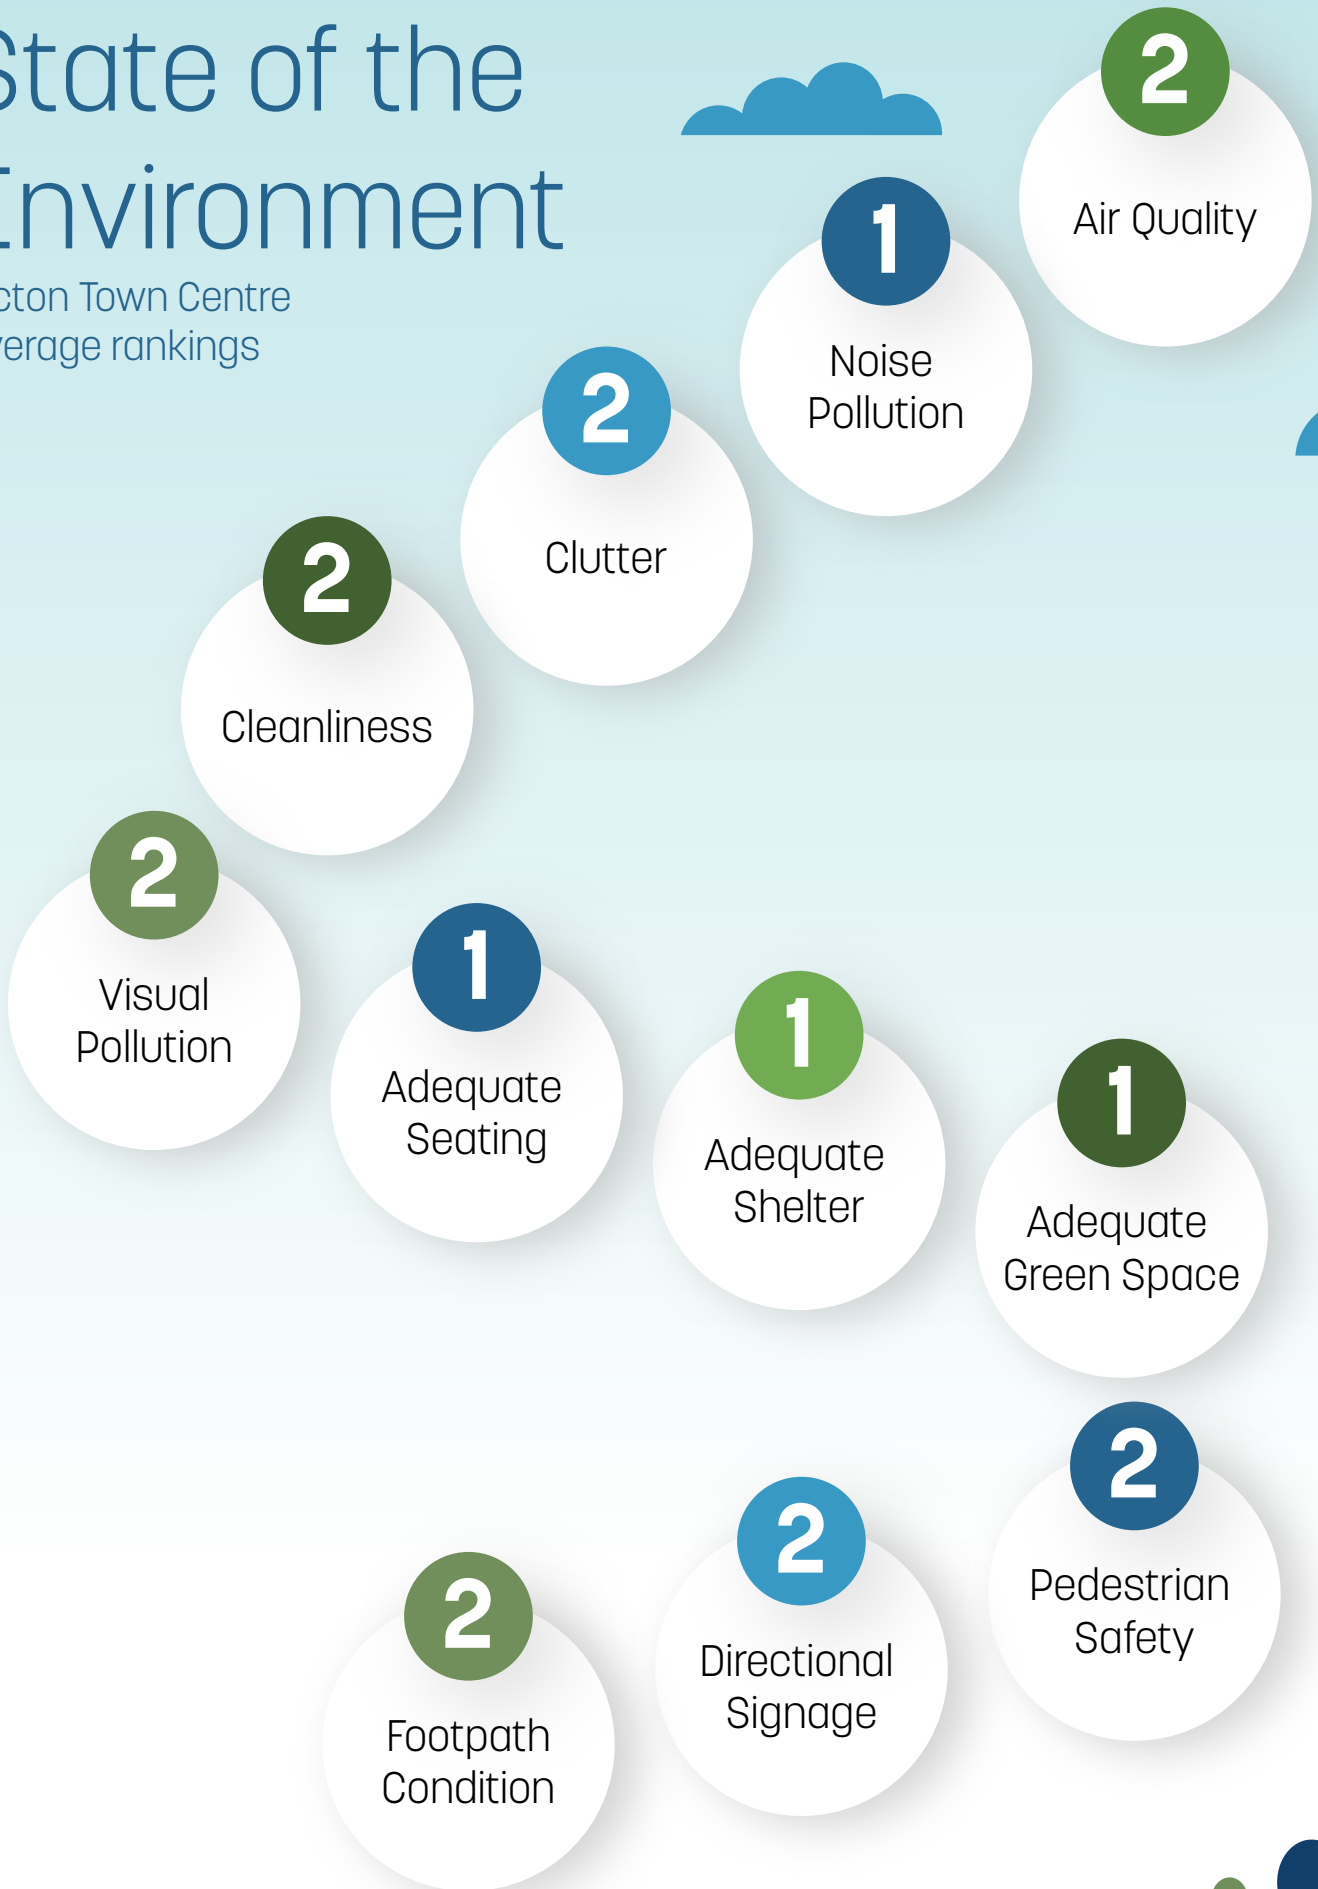 State of the
Environment
cton Town Centre
verage rankings
2
Air Quality
1
Noise
Pollution
2
Clutter
2
Cleanliness
2
Visual
Pollution
1
Adequate
Seating
1
Adequate
Shelter
1
Adequate
Green Space
2
Pedestrian
Safety
2
Directional
Signage
2
Footpath
Condition